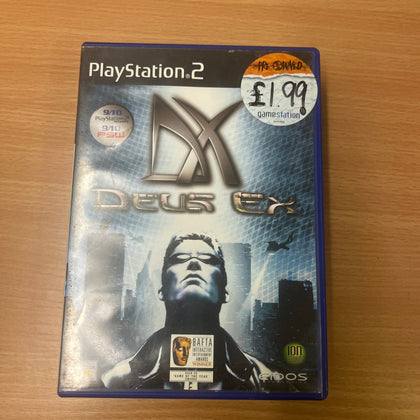 PlayStation®2
PRE-OWNED
£1.99
gamestation
9/10
PlayStation 2
9/10
PSW
DX
DEUS EX
BAFTA
INTERACTIVE
ENTERTAINMENT
AWARDS
WINNER
"GAME OF THE YEAR"
ION
EIDOS